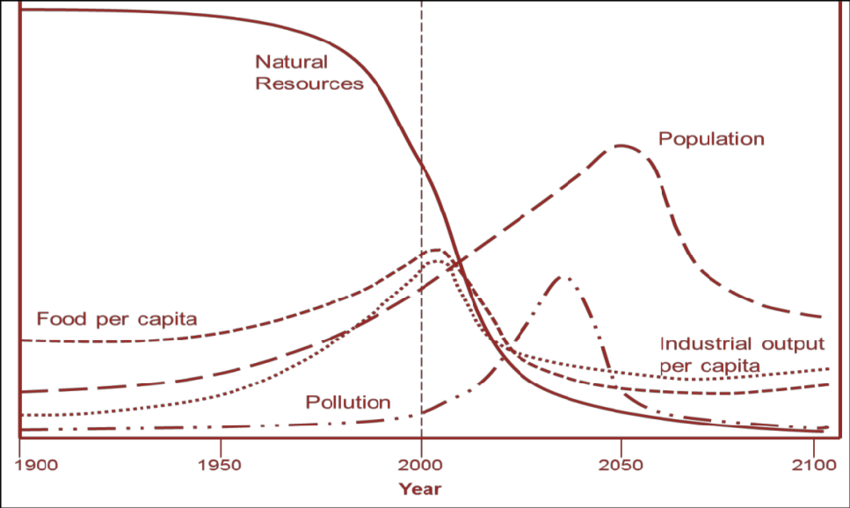 Natural
Resources
Population
Food per capita
Industrial output
per capita
Pollution
1900
1950
2000
2050
2100
Year